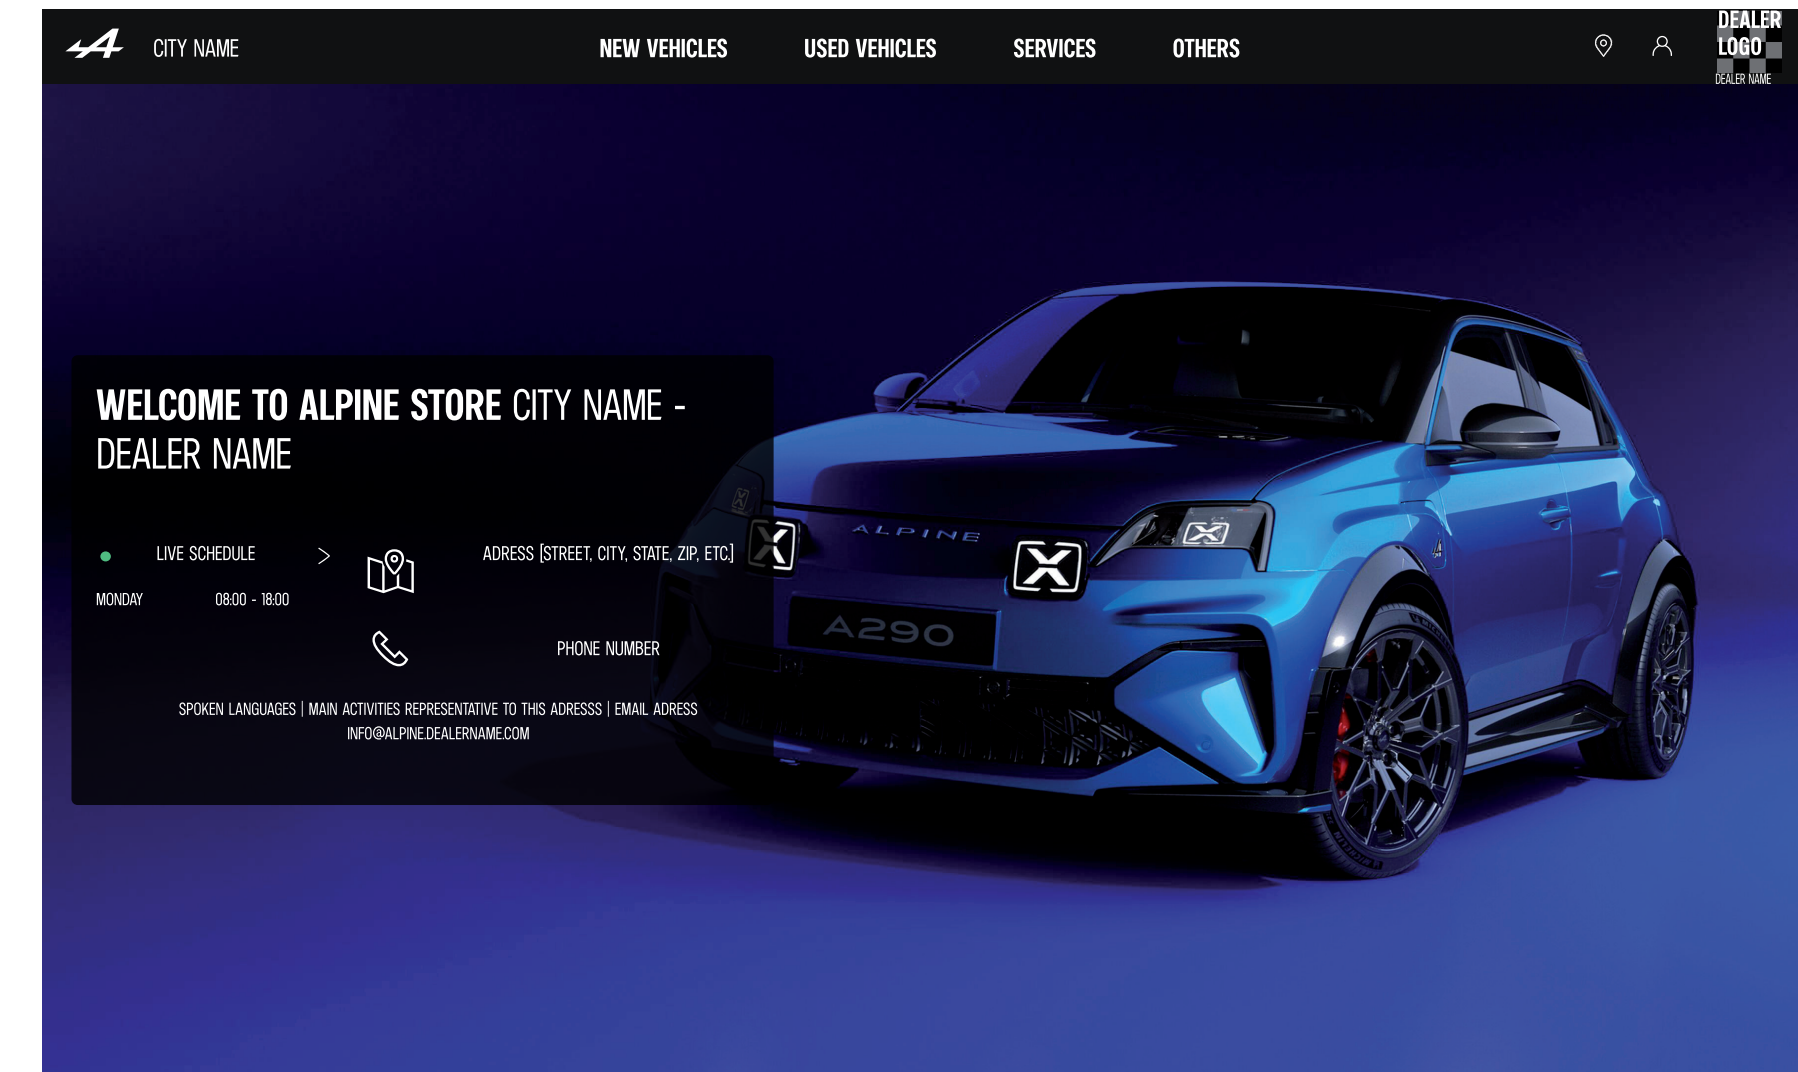 CITY NAME
NEW VEHICLES
USED VEHICLES
SERVICES
OTHERS
DEALER
LOGO
DEALER NAME
WELCOME TO ALPINE STORE CITY NAME -
DEALER NAME
LIVE SCHEDULE
MONDAY 08:00 - 18:00
ADRESS [STREET, CITY, STATE, ZIP, ETC.]
PHONE NUMBER
SPOKEN LANGUAGES | MAIN ACTIVITIES REPRESENTATIVE TO THIS ADRESSS | EMAIL ADRESS
INFO@ALPINE.DEALERNAME.COM
ALPINE
A290
MICHELIN